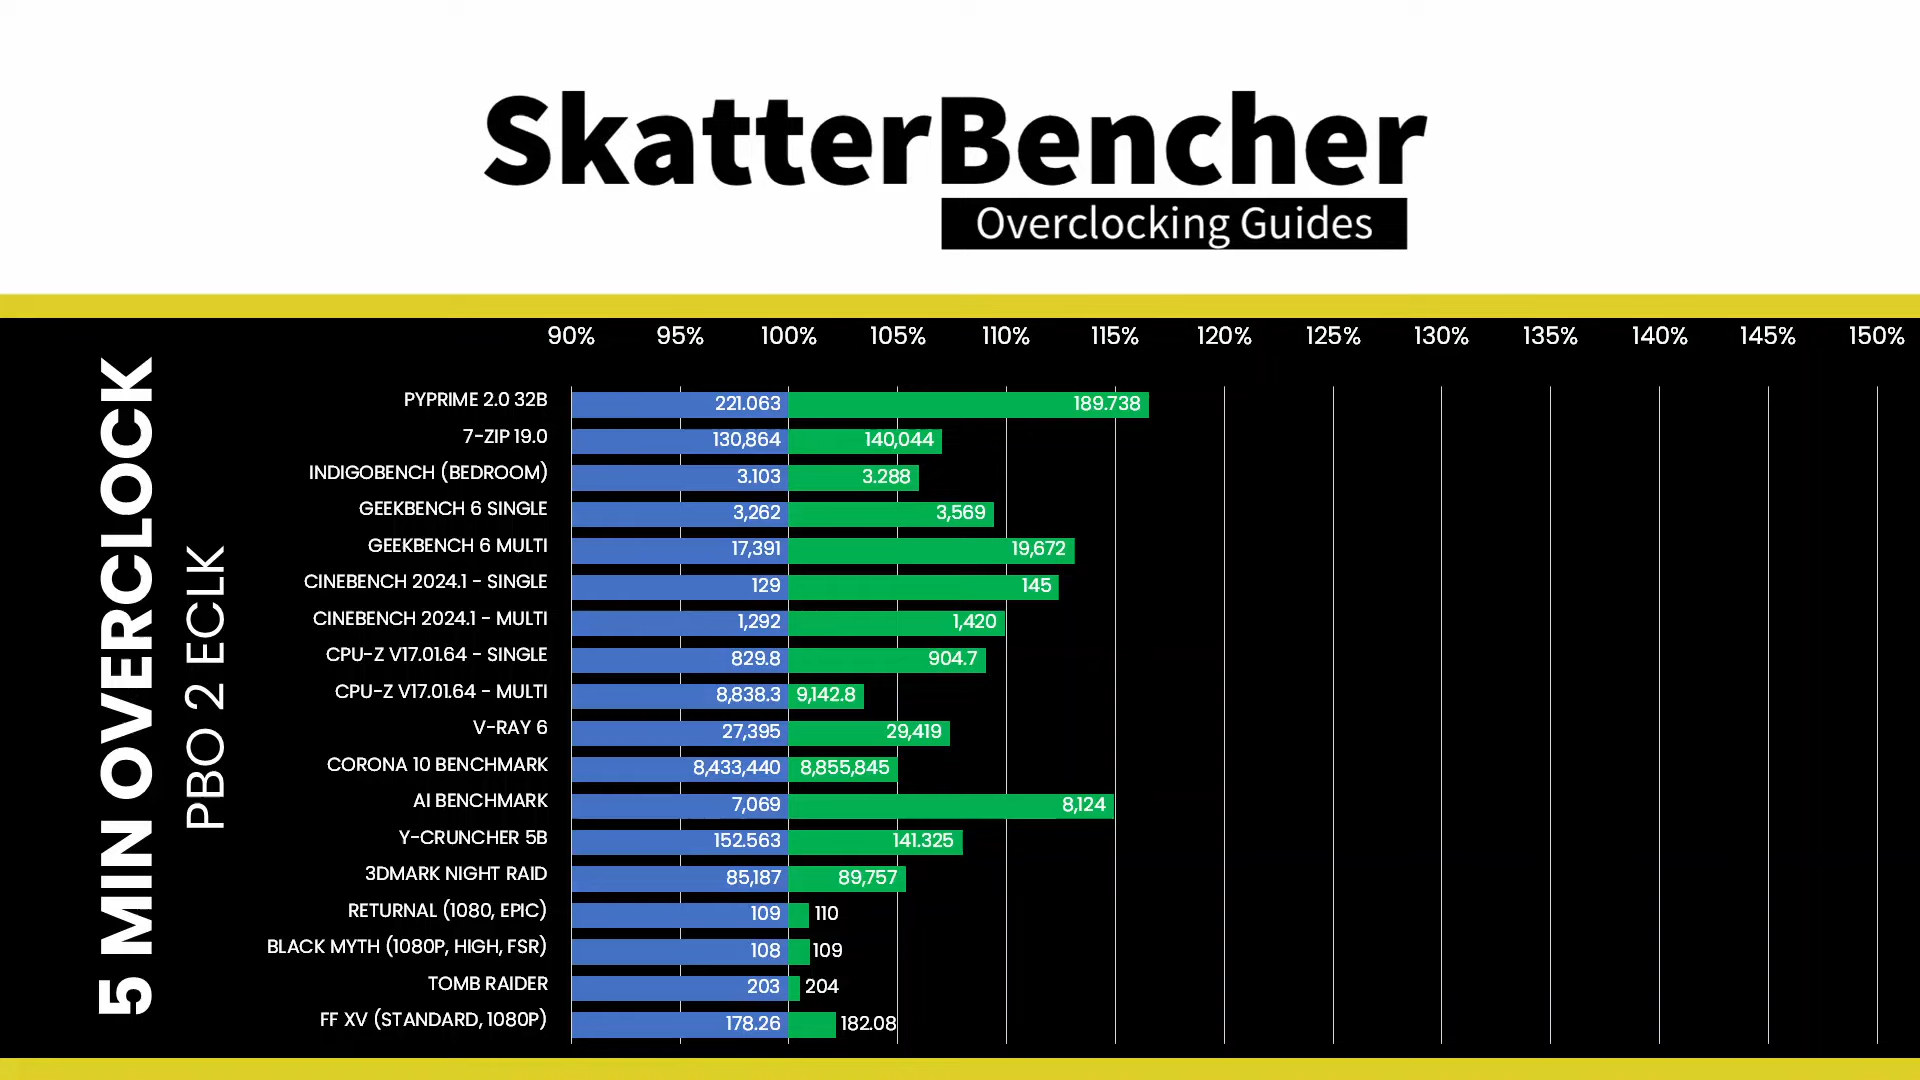 SkatterBencher
Overclocking Guides
90% 95% 100% 105% 110% 115% 120% 125% 130% 135% 140% 145% 150%
5 MIN OVERCLOCK
PBO 2 ECLK
PYPRIME 2.0 32B 221.063 189.738
7-ZIP 19.0 130,864 140,044
INDIGOBENCH (BEDROOM) 3.103 3.288
GEEKBENCH 6 SINGLE 3,262 3,569
GEEKBENCH 6 MULTI 17,391 19,672
CINEBENCH 2024.1 - SINGLE 129 145
CINEBENCH 2024.1 - MULTI 1,292 1,420
CPU-Z V17.01.64 - SINGLE 829.8 904.7
CPU-Z V17.01.64 - MULTI 8,838.3 9,142.8
V-RAY 6 27,395 29,419
CORONA 10 BENCHMARK 8,433,440 8,855,845
AI BENCHMARK 7,069 8,124
Y-CRUNCHER 5B 152.563 141.325
3DMARK NIGHT RAID 85,187 89,757
RETURNAL (1080, EPIC) 109 110
BLACK MYTH (1080P, HIGH, FSR) 108 109
TOMB RAIDER 203 204
FF XV (STANDARD, 1080P) 178.26 182.08